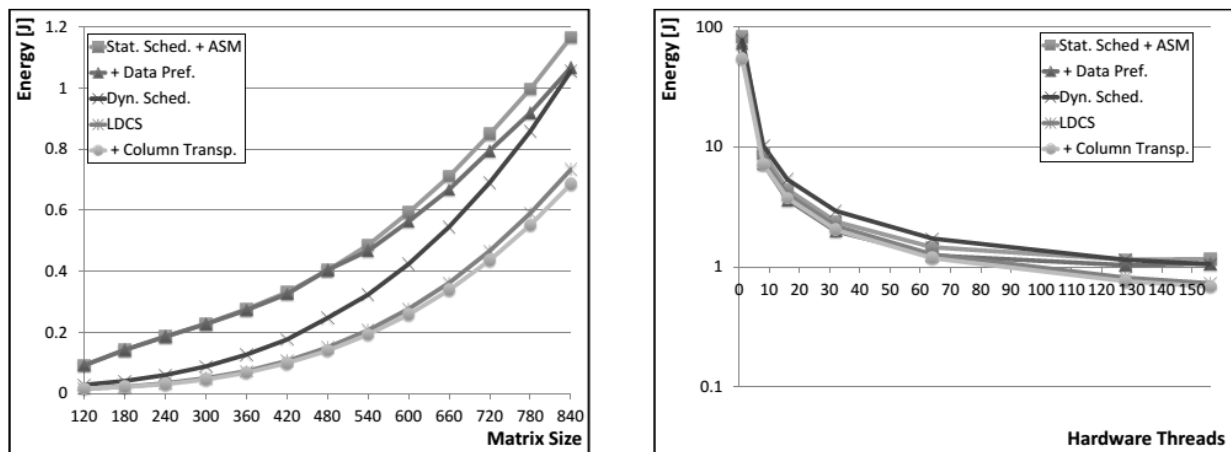 Energy [J]
1.2
1
0.8
0.6
0.4
0.2
0
Stat. Sched. + ASM
+ Data Pref.
Dyn. Sched.
LDCS
+ Column Transp.
120 180 240 300 360 420 480 540 600 660 720 780 840
Matrix Size
Energy [J]
100
10
1
0.1
Stat. Sched + ASM
+ Data Pref.
Dyn. Sched.
LDCS
+ Column Transp.
0 10 20 30 40 50 60 70 80 90 100 110 120 130 140 150
Hardware Threads